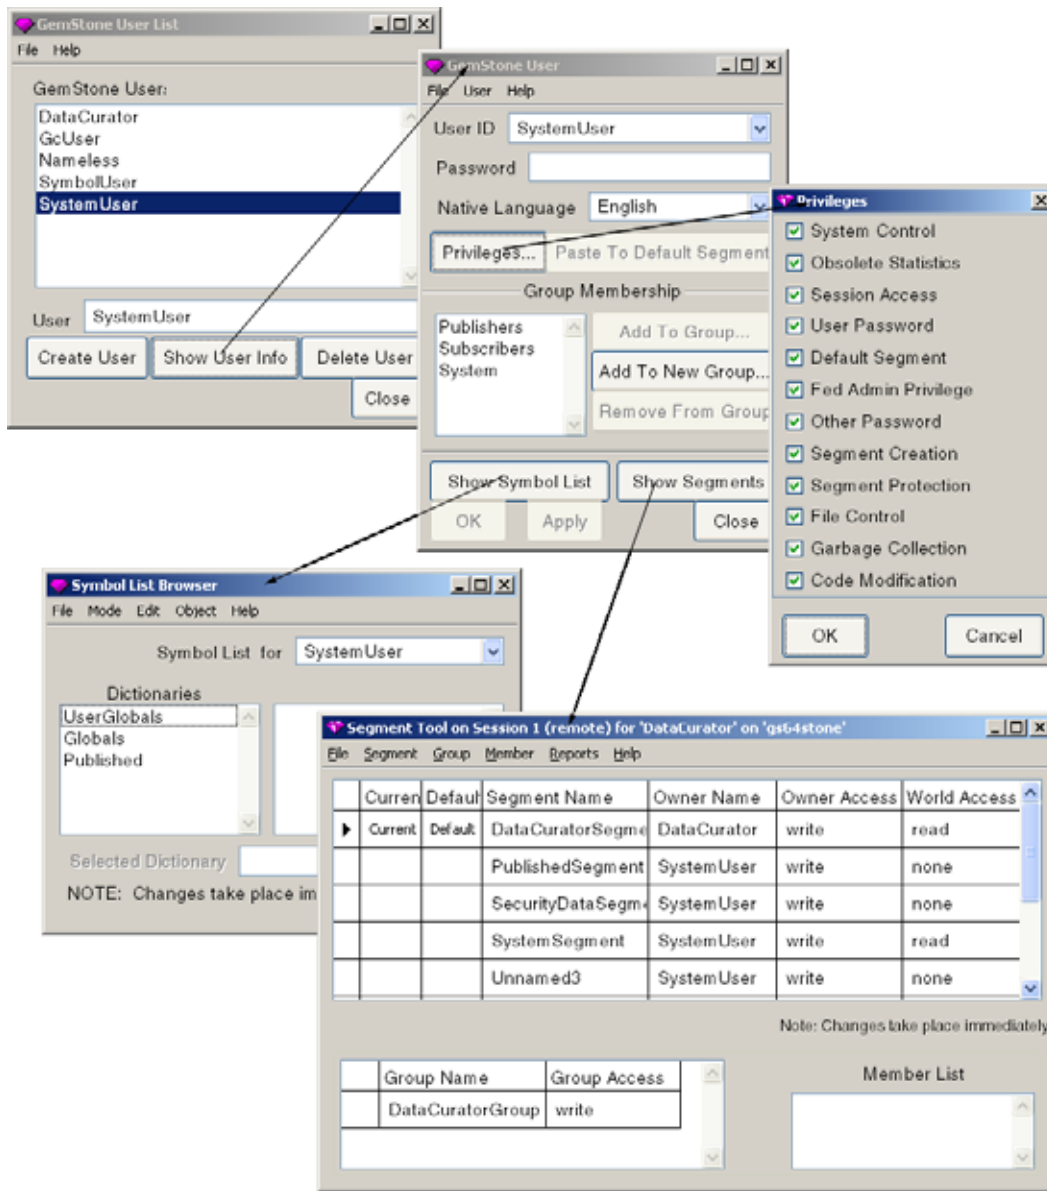 GemStone User List
File Help
GemStone User:
DataCurator
GcUser
Nameless
SymbolUser
SystemUser
User SystemUser
Create User Show User Info Delete User
Close
GemStone User
File User Help
User ID SystemUser
Password
Native Language English
Privileges... Paste To Default Segment
Group Membership
Publishers
Subscribers
System
Add To Group...
Add To New Group...
Remove From Group
Show Symbol List Show Segments
OK Apply Close
Privileges
System Control
Obsolete Statistics
Session Access
User Password
Default Segment
Fed Admin Privilege
Other Password
Segment Creation
Segment Protection
File Control
Garbage Collection
Code Modification
OK Cancel
Symbol List Browser
File Mode Edit Object Help
Symbol List for SystemUser
Dictionaries
UserGlobals
Globals
Published
Selected Dictionary
NOTE: Changes take place im
Segment Tool on Session 1 (remote) for 'DataCurator' on 'gs64stone'
File Segment Group Member Reports Help
Curren Defaul Segment Name Owner Name Owner Access World Access
Current Default DataCuratorSegme DataCurator write read
PublishedSegment SystemUser write none
SecurityDataSegm SystemUser write none
SystemSegment SystemUser write read
Unnamed3 SystemUser write none
Note: Changes take place immediately
Group Name Group Access
DataCuratorGroup write
Member List